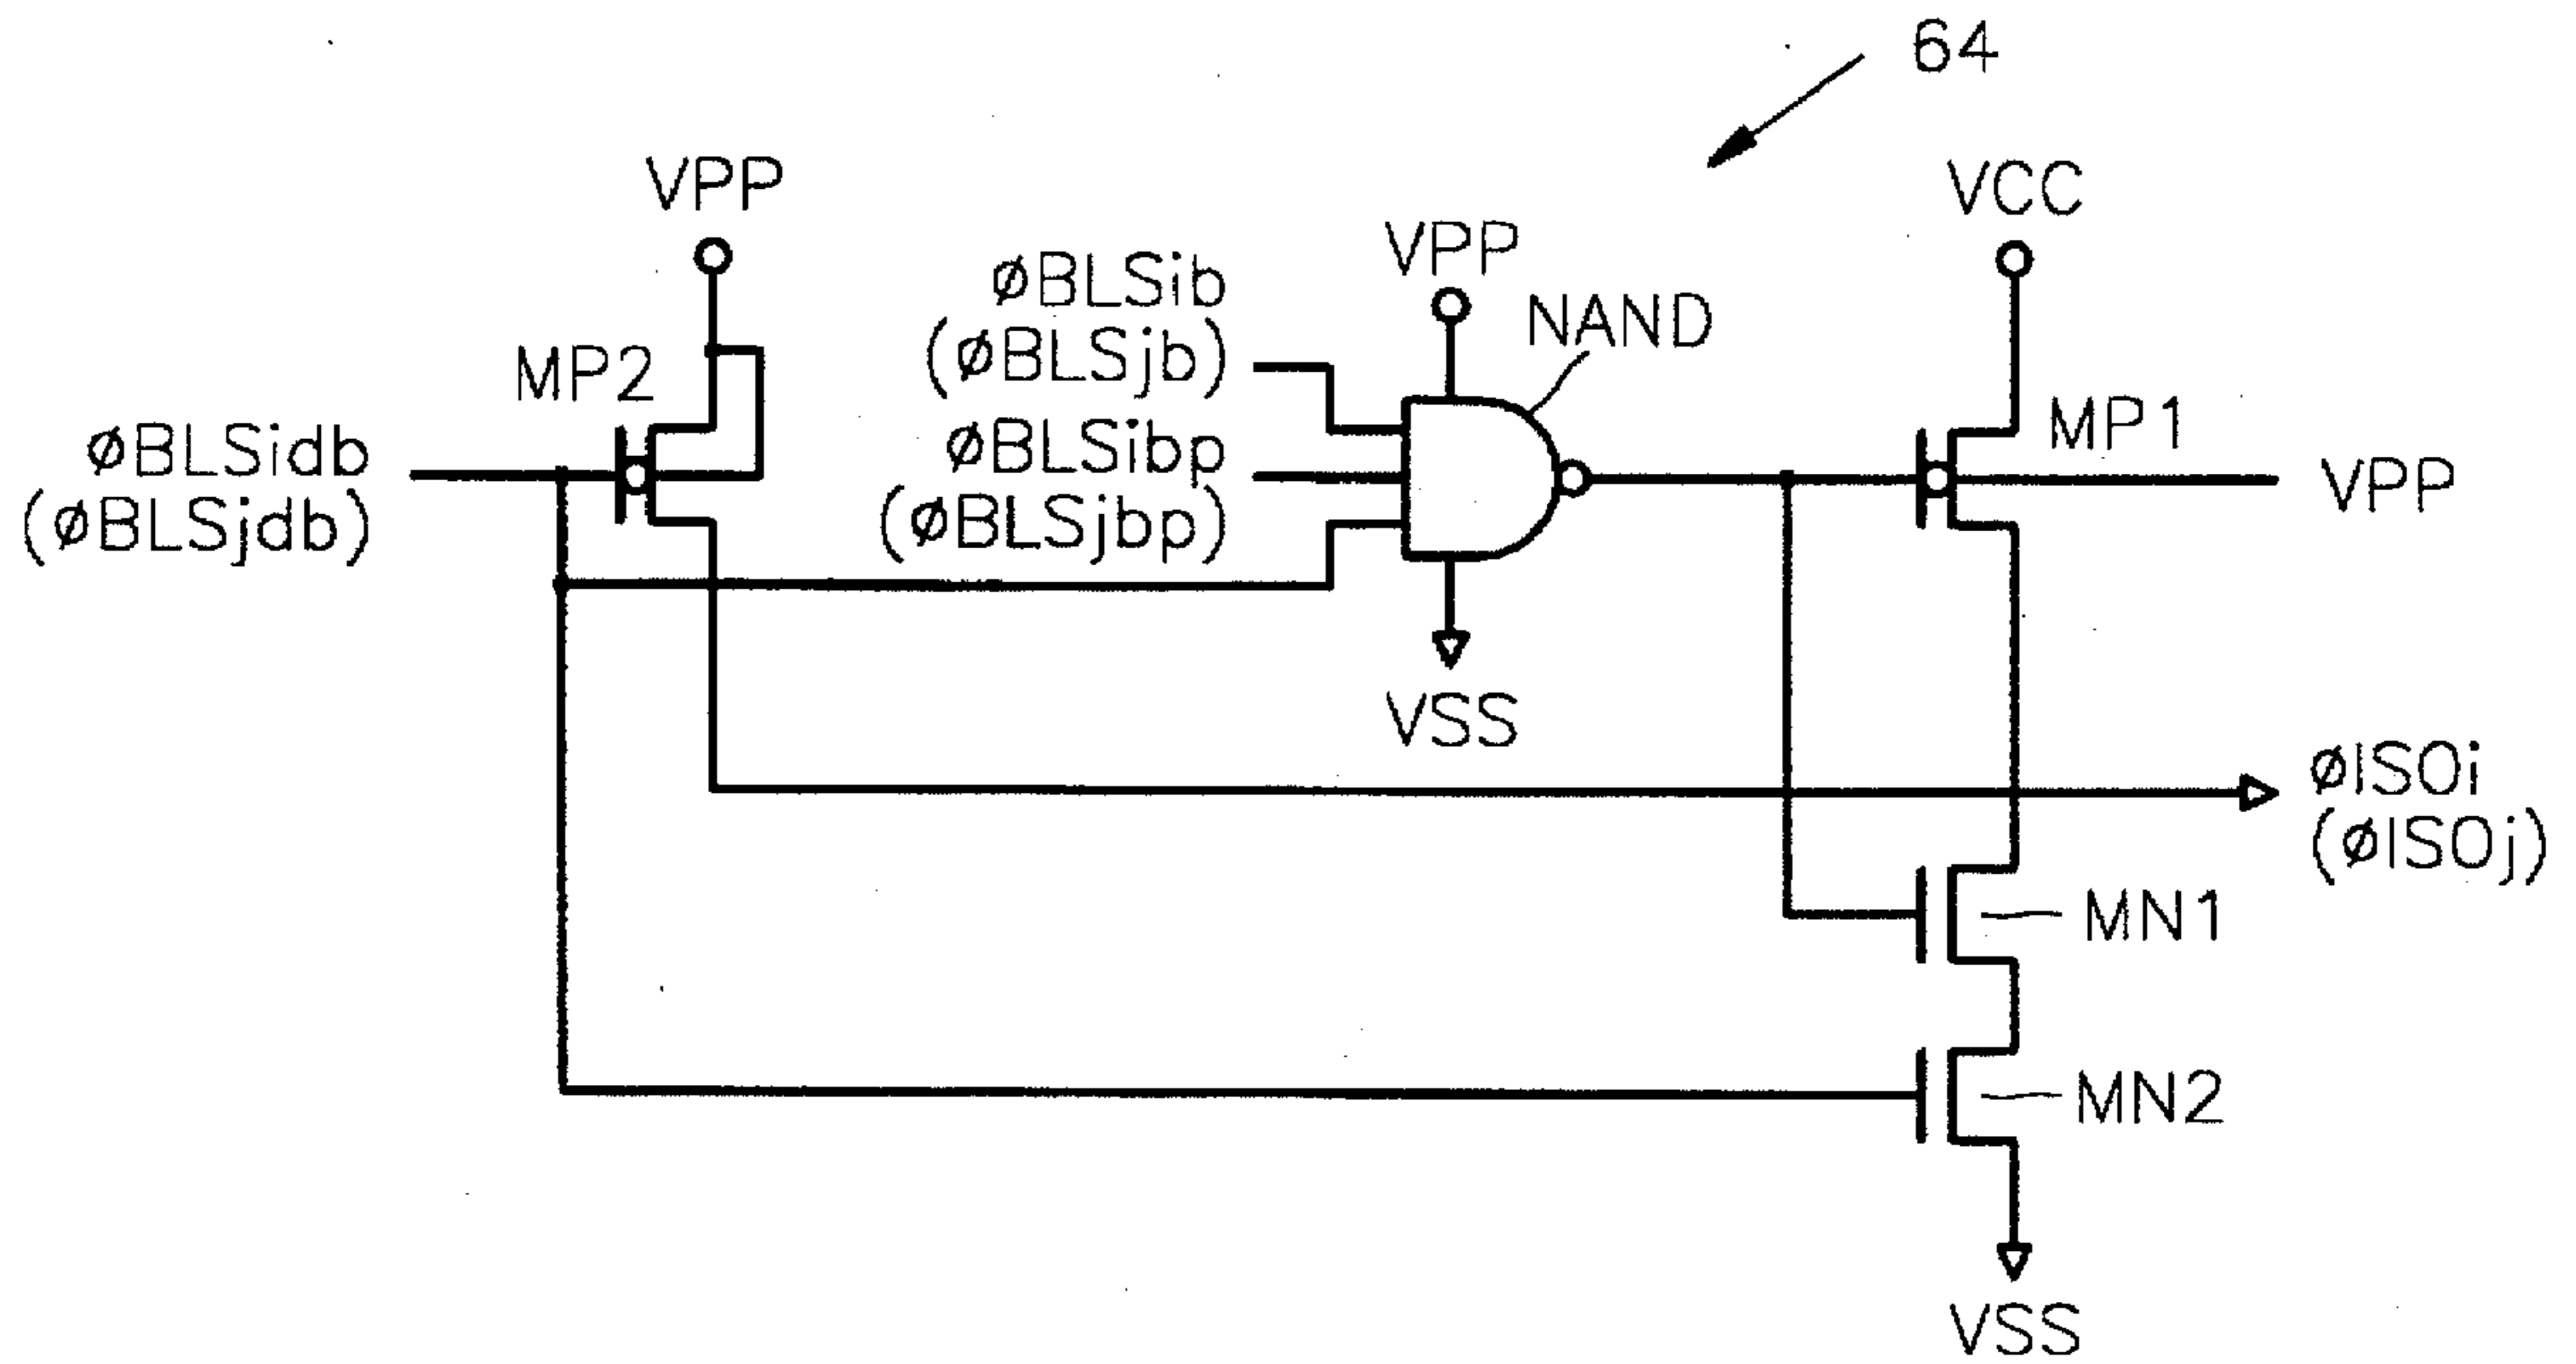 64
VPP
VCC
VPP
øBLSib
(øBLSjb)
NAND
MP2
MP1
øBLSidb
(øBLSjdb)
øBLSibp
(øBLSjbp)
VPP
VSS
øISOi
(øISOj)
MN1
MN2
VSS